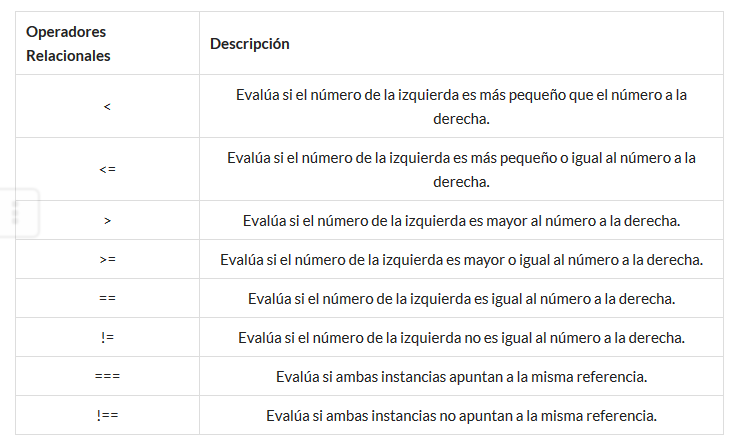 Operadores
Relacionales
Descripción
<
Evalúa si el número de la izquierda es más pequeño que el número a la
derecha.
<=
Evalúa si el número de la izquierda es más pequeño o igual al número a la
derecha.
>
Evalúa si el número de la izquierda es mayor al número a la derecha.
>=
Evalúa si el número de la izquierda es mayor o igual al número a la derecha.
==
Evalúa si el número de la izquierda es igual al número a la derecha.
!=
Evalúa si el número de la izquierda no es igual al número a la derecha.
===
Evalúa si ambas instancias apuntan a la misma referencia.
!==
Evalúa si ambas instancias no apuntan a la misma referencia.